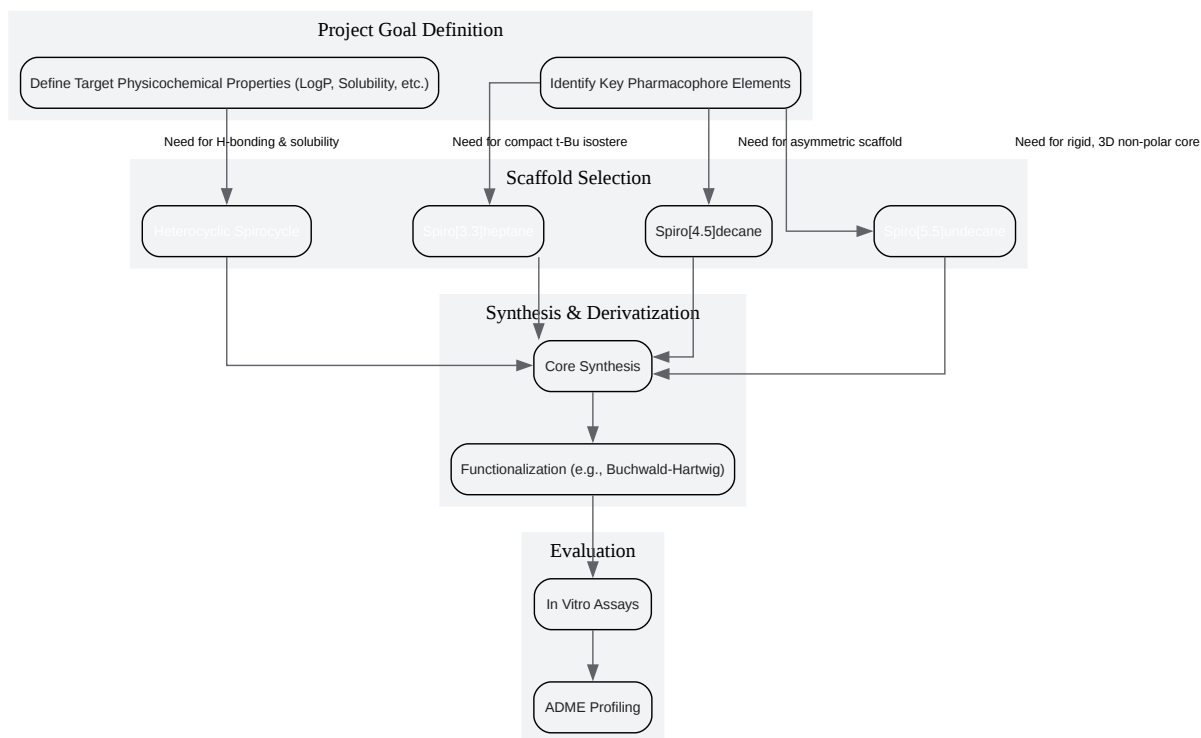 Project Goal Definition
Define Target Physicochemical Properties (LogP, Solubility, etc.)
Identify Key Pharmacophore Elements
Need for H-bonding & solubility
Need for compact t-Bu isostere
Need for asymmetric scaffold
Need for rigid, 3D non-polar core
Scaffold Selection
Heterocyclic Spirocycle
Spiro[3.3]heptane
Spiro[4.5]decane
Spiro[5.5]undecane
Synthesis & Derivatization
Core Synthesis
Functionalization (e.g., Buchwald-Hartwig)
Evaluation
In Vitro Assays
ADME Profiling